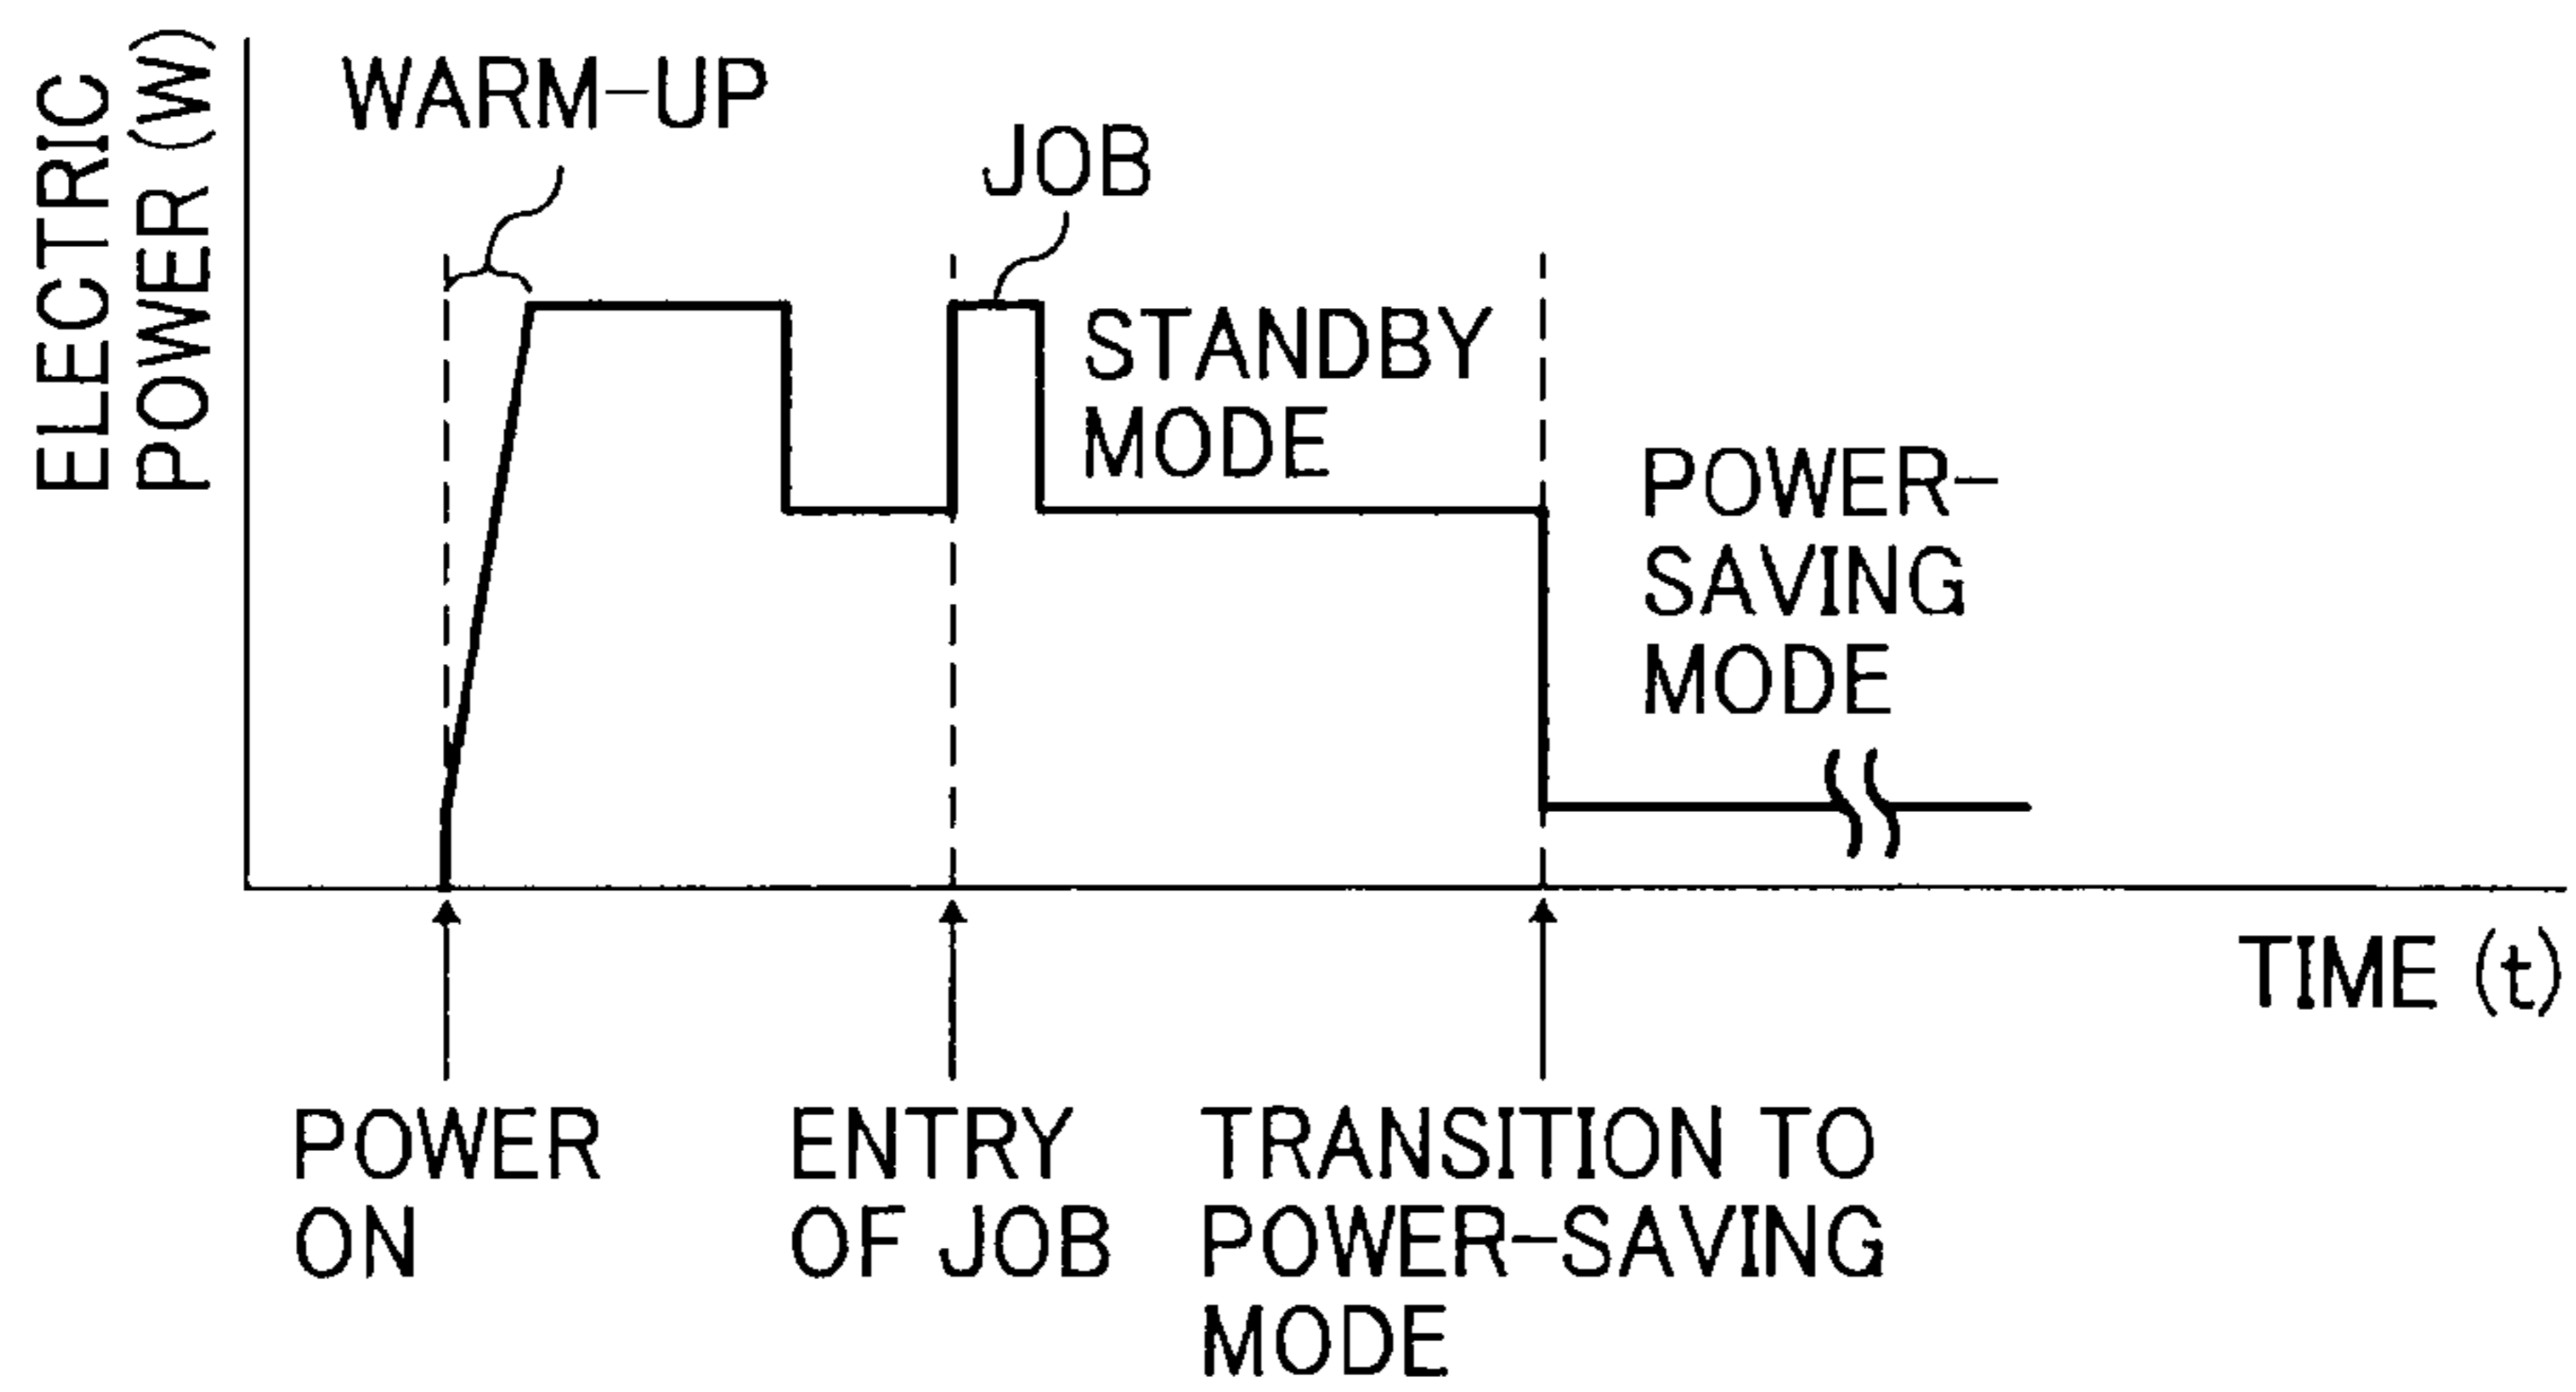 ELECTRIC
POWER (W)
WARM-UP
JOB
STANDBY
MODE
POWER-
SAVING
MODE
TIME (t)
POWER
ON
ENTRY
OF JOB
TRANSITION TO
POWER-SAVING
MODE